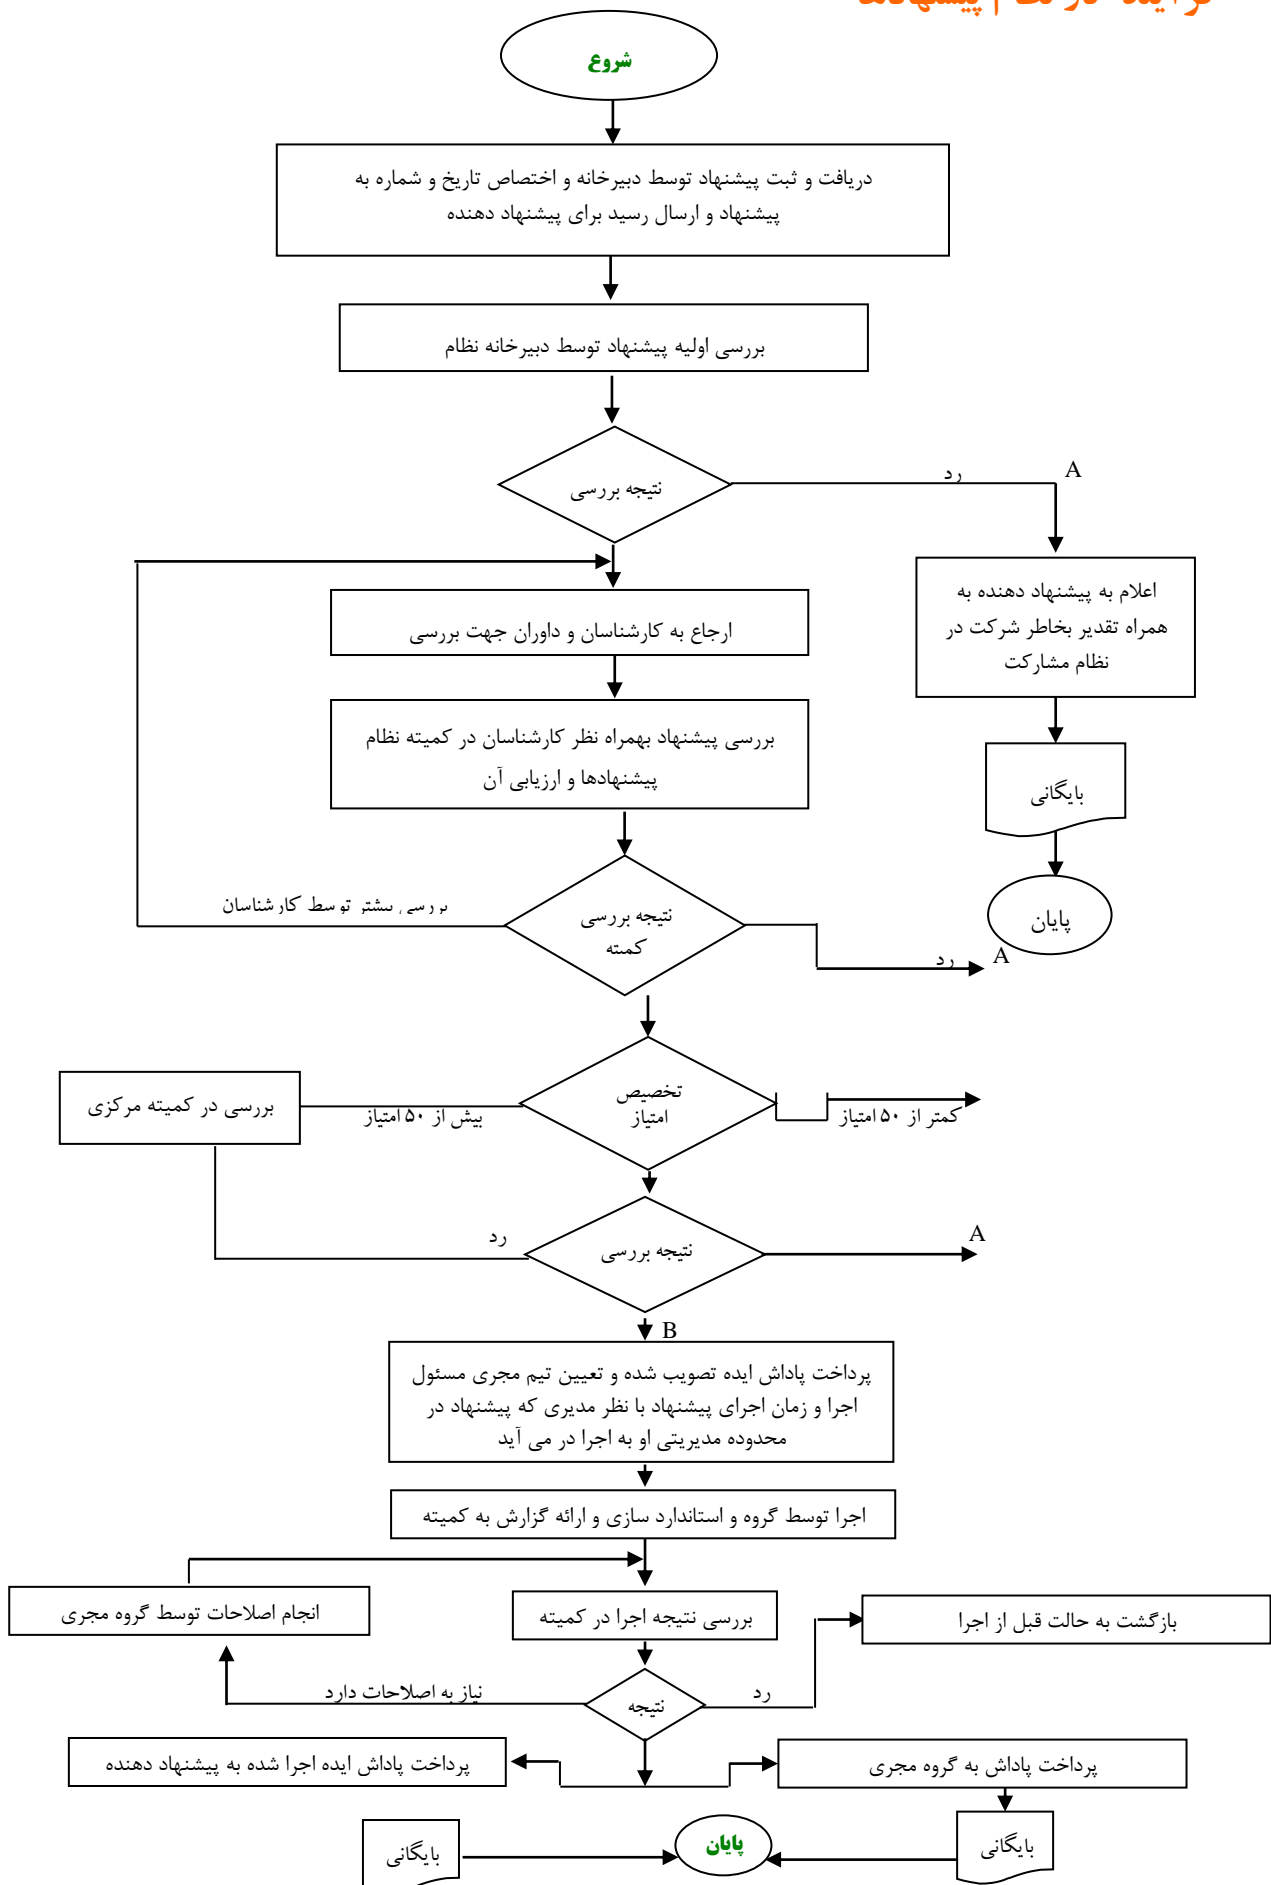 شروع
دریافت و ثبت پیشنهاد توسط دبیرخانه و اختصاص تاریخ و شماره به
پیشنهاد و ارسال رسید برای پیشنهاد دهنده
بررسی اولیه پیشنهاد توسط دبیرخانه نظام
نتیجه بررسی
رد
A
اعلام به پیشنهاد دهنده به
همراه تقدیر بخاطر شرکت در
نظام مشارکت
بایگانی
پایان
ارجاع به کارشناسان و داوران جهت بررسی
بررسی پیشنهاد بهمراه نظر کارشناسان در کمیته نظام
پیشنهادها و ارزیابی آن
نتیجه بررسی
کمیته
بررسی بیشتر توسط کارشناسان
رد
A
تخصیص
امتیاز
کمتر از ۵۰ امتیاز
بیش از ۵۰ امتیاز
بررسی در کمیته مرکزی
نتیجه بررسی
رد
A
B
پرداخت پاداش ایده تصویب شده و تعیین تیم مجری مسئول
اجرا و زمان اجرای پیشنهاد با نظر مدیری که پیشنهاد در
محدوده مدیریتی او به اجرا در می آید
اجرا توسط گروه و استاندارد سازی و ارائه گزارش به کمیته
بررسی نتیجه اجرا در کمیته
انجام اصلاحات توسط گروه مجری
بازگشت به حالت قبل از اجرا
نتیجه
رد
نیاز به اصلاحات دارد
پرداخت پاداش به گروه مجری
پرداخت پاداش ایده اجرا شده به پیشنهاد دهنده
بایگانی
پایان
بایگانی